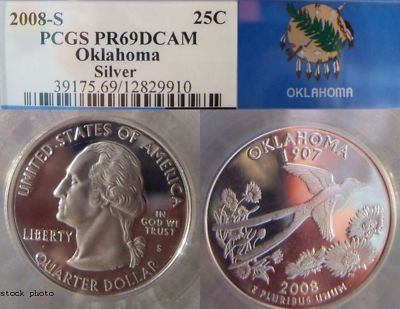 2008-S 25C
PCGS PR69DCAM
Oklahoma
Silver
39175.69/12829910
OKLAHOMA
UNITED STATES OF AMERICA
LIBERTY
IN
GOD WE
TRUST
S
QUARTER DOLLAR
stock photo
OKLAHOMA
1907
2008
E PLURIBUS UNUM